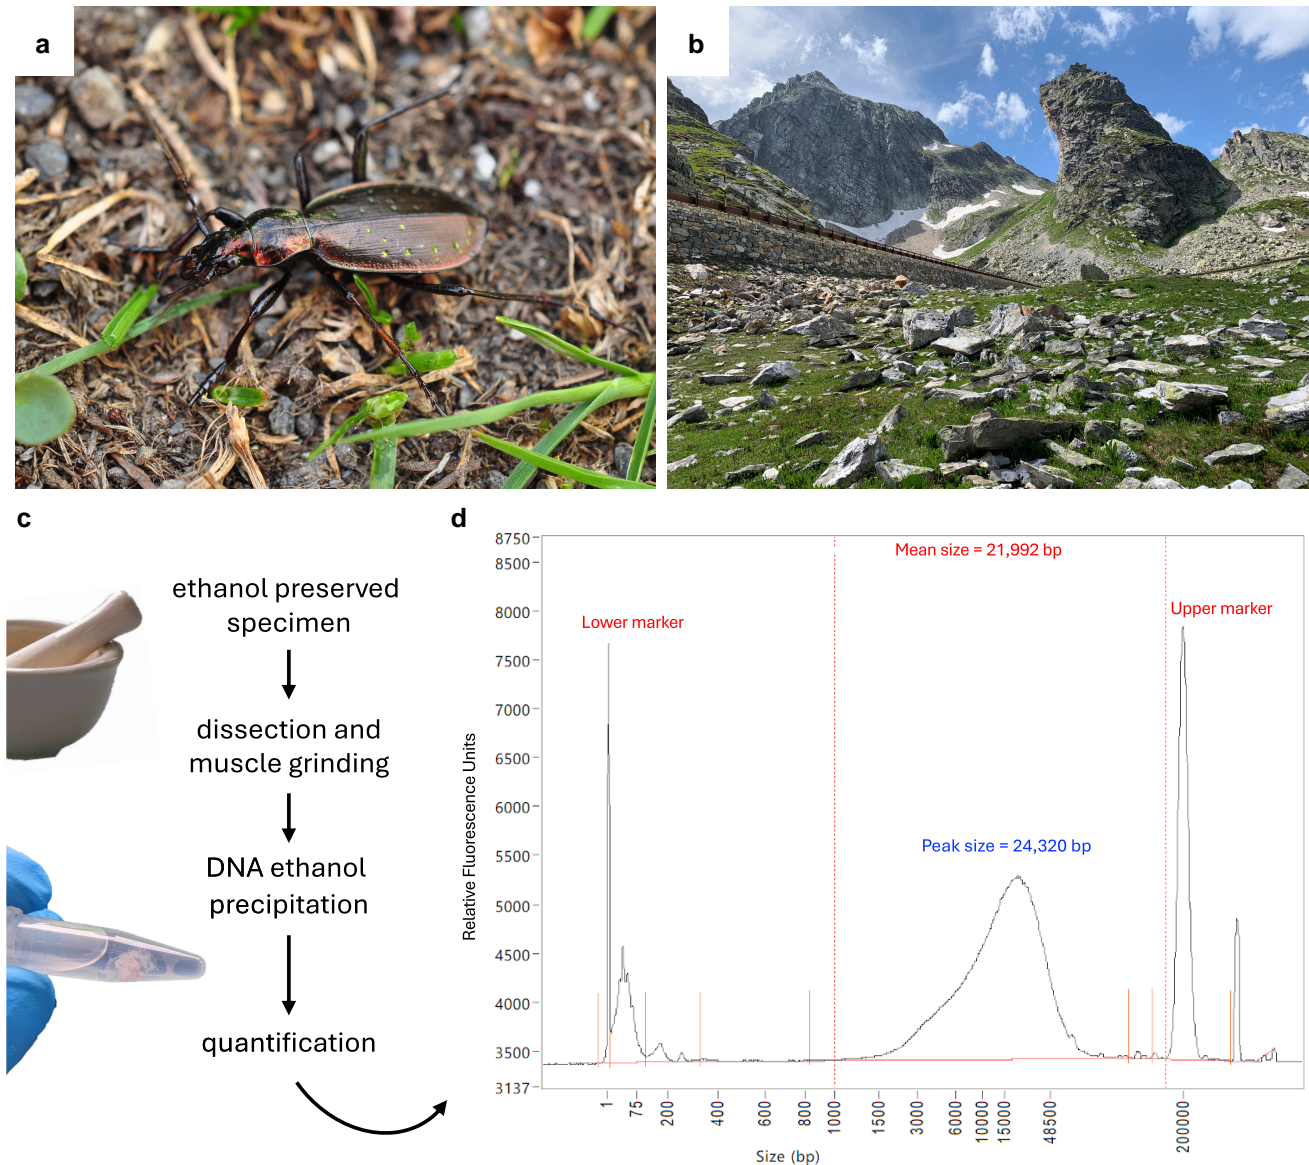 a
b
c
ethanol preserved
specimen
dissection and
muscle grinding
DNA ethanol
precipitation
quantification
d
Relative Fluorescence Units
8750
8500
8000
7500
7000
6500
6000
5500
5000
4500
4000
3500
3137
Mean size = 21,992 bp
Lower marker
Upper marker
Peak size = 24,320 bp
1
75
200
400
600
800
1000
1500
3000
6000
10000
15000
48500
200000
Size (bp)